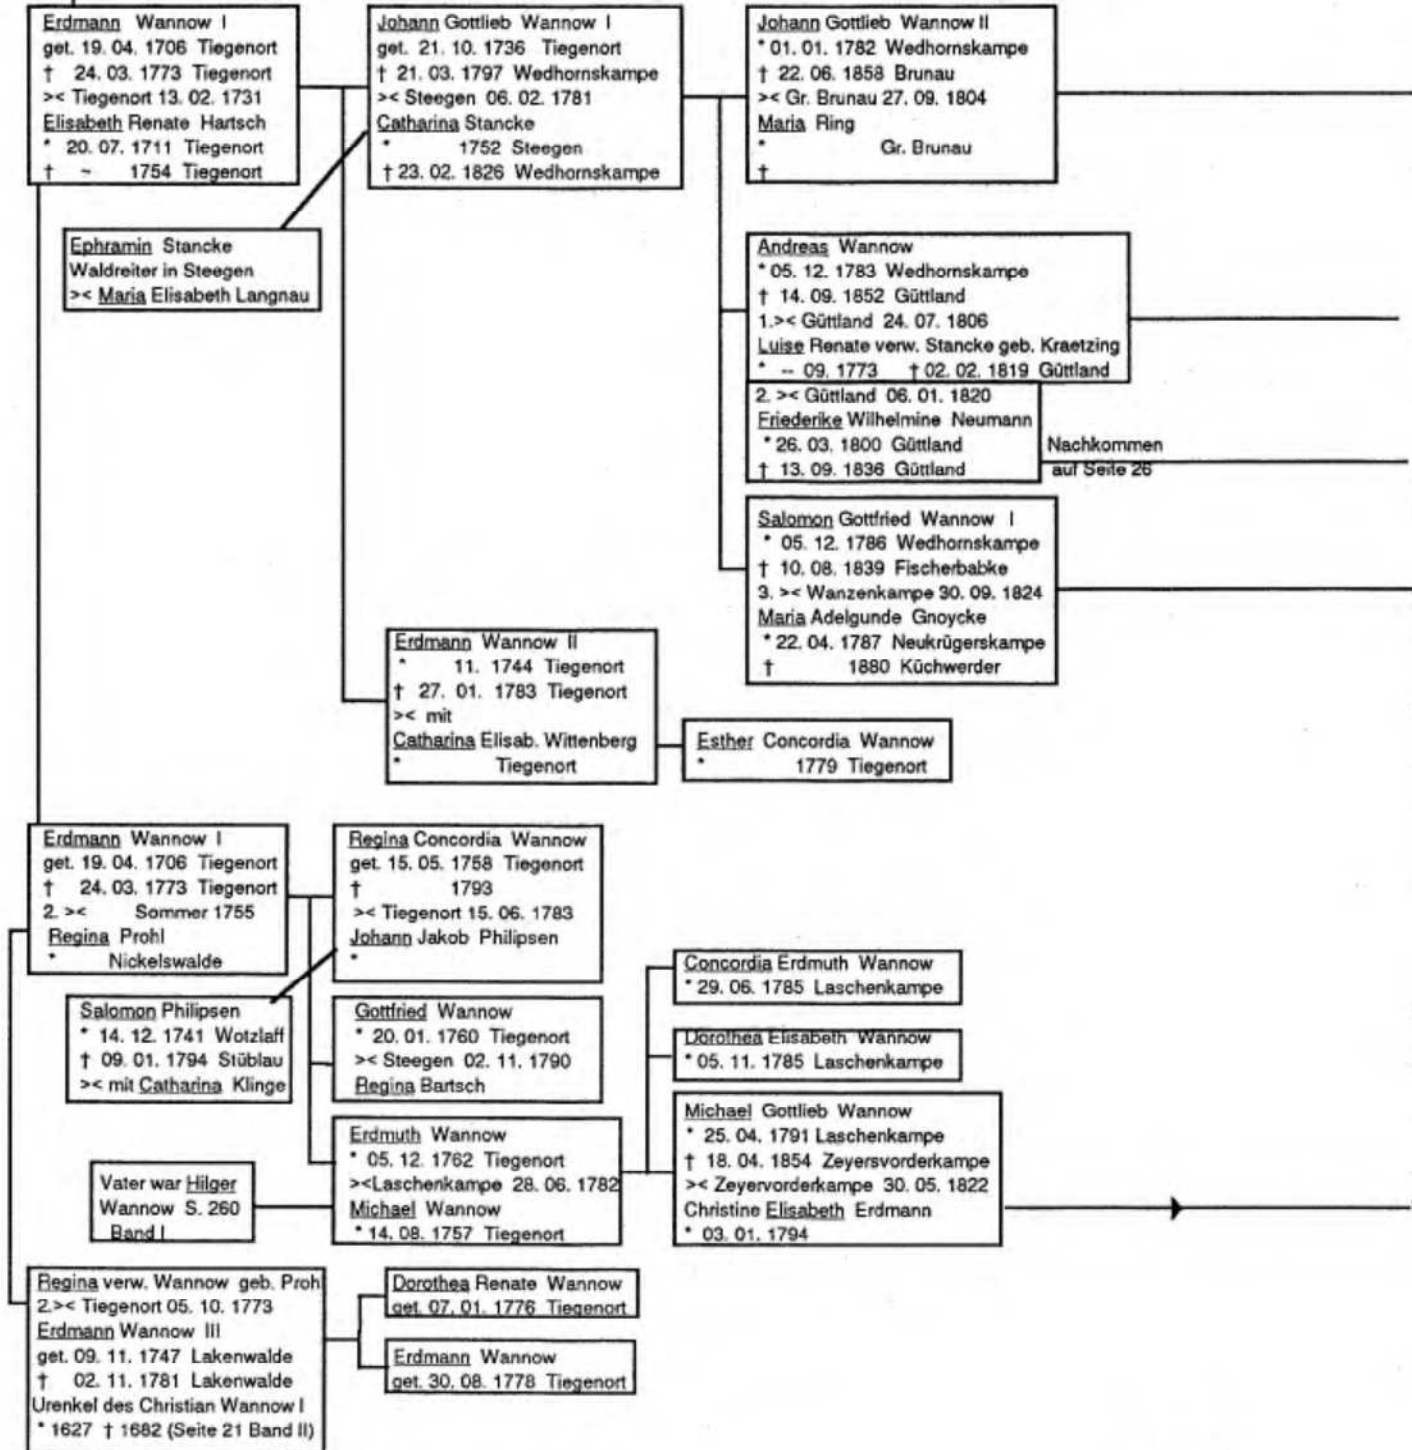 Erdmann Wannow I
get. 19. 04. 1706 Tiegenort
† 24. 03. 1773 Tiegenort
>< Tiegenort 13. 02. 1731
Elisabeth Renate Hartsch
* 20. 07. 1711 Tiegenort
† ~ 1754 Tiegenort
Johann Gottlieb Wannow I
get. 21. 10. 1736 Tiegenort
† 21. 03. 1797 Wedhornskampe
>< Steegen 06. 02. 1781
Catharina Stancke
* 1752 Steegen
† 23. 02. 1826 Wedhornskampe
Johann Gottlieb Wannow II
* 01. 01. 1782 Wedhornskampe
† 22. 06. 1858 Brunau
>< Gr. Brunau 27. 09. 1804
Maria Ring
* Gr. Brunau
†
Ephramin Stancke
Waldreiter in Steegen
>< Maria Elisabeth Langnau
Andreas Wannow
* 05. 12. 1783 Wedhornskampe
† 14. 09. 1852 Güttland
1.>< Güttland 24. 07. 1806
Luise Renate verw. Stancke geb. Kraetzing
* -- 09. 1773 † 02. 02. 1819 Güttland
2. >< Güttland 06. 01. 1820
Friederike Wilhelmine Neumann
* 26. 03. 1800 Güttland
† 13. 09. 1836 Güttland
Nachkommen
auf Seite 26
Salomon Gottfried Wannow I
* 05. 12. 1786 Wedhornskampe
† 10. 08. 1839 Fischerbabke
3. >< Wanzenkampe 30. 09. 1824
Maria Adelgunde Gnoycke
* 22. 04. 1787 Neukrügerskampe
† 1880 Küchwerder
Erdmann Wannow II
* 11. 1744 Tiegenort
† 27. 01. 1783 Tiegenort
>< mit
Catharina Elisab. Wittenberg
* Tiegenort
Esther Concordia Wannow
* 1779 Tiegenort
Erdmann Wannow I
get. 19. 04. 1706 Tiegenort
† 24. 03. 1773 Tiegenort
2. >< Sommer 1755
Regina Prohl
* Nickelswalde
Regina Concordia Wannow
get. 15. 05. 1758 Tiegenort
† 1793
>< Tiegenort 15. 06. 1783
Johann Jakob Philipsen
*
Salomon Philipsen
* 14. 12. 1741 Wotzlaff
† 09. 01. 1794 Stüblau
>< mit Catharina Klinge
Gottfried Wannow
* 20. 01. 1760 Tiegenort
>< Steegen 02. 11. 1790
Regina Bartsch
Concordia Erdmuth Wannow
* 29. 06. 1785 Laschenkampe
Dorothea Elisabeth Wannow
* 05. 11. 1785 Laschenkampe
Erdmuth Wannow
* 05. 12. 1762 Tiegenort
><Laschenkampe 28. 06. 1782
Michael Wannow
* 14. 08. 1757 Tiegenort
Vater war Hilger
Wannow S. 260
Band I
Michael Gottlieb Wannow
* 25. 04. 1791 Laschenkampe
† 18. 04. 1854 Zeyersvorderkampe
>< Zeyervorderkampe 30. 05. 1822
Christine Elisabeth Erdmann
* 03. 01. 1794
Regina verw. Wannow geb. Prohl
2.>< Tiegenort 05. 10. 1773
Erdmann Wannow III
get. 09. 11. 1747 Lakenwalde
† 02. 11. 1781 Lakenwalde
Urenkel des Christian Wannow I
* 1627 † 1682 (Seite 21 Band II)
Dorothea Renate Wannow
get. 07. 01. 1776 Tiegenort
Erdmann Wannow
get. 30. 08. 1778 Tiegenort